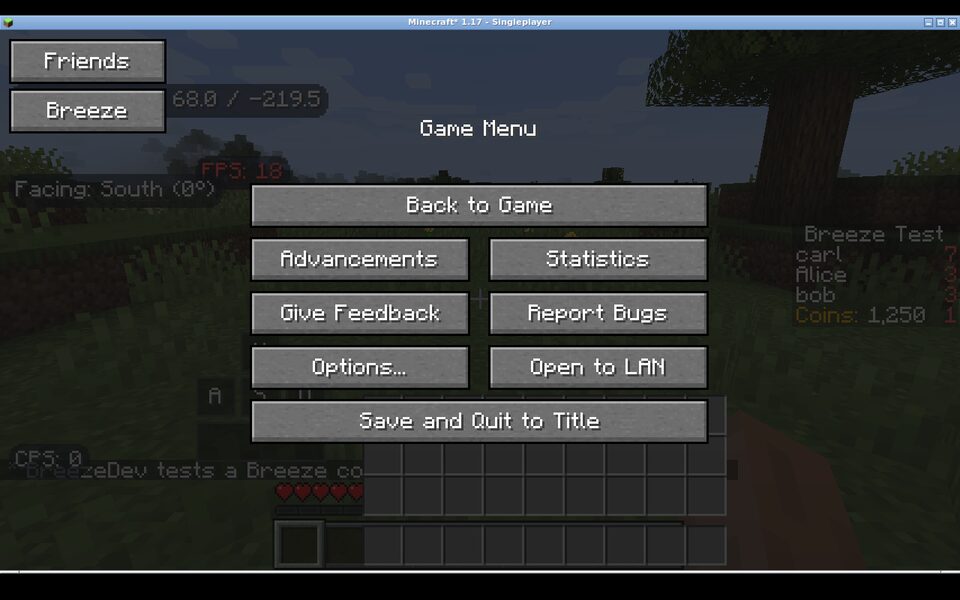 Minecraft* 1.17 - Singleplayer
Friends
Breeze
68.0 / -219.5
Game Menu
FPS: 18
Facing: South (0°)
Back to Game
Advancements
Statistics
Give Feedback
Report Bugs
Options...
Open to LAN
Save and Quit to Title
Breeze Test
carl 7
Alice 3
bob 3
Coins: 1,250 1
A
CPS: 0
BreezeDev tests a Breeze co